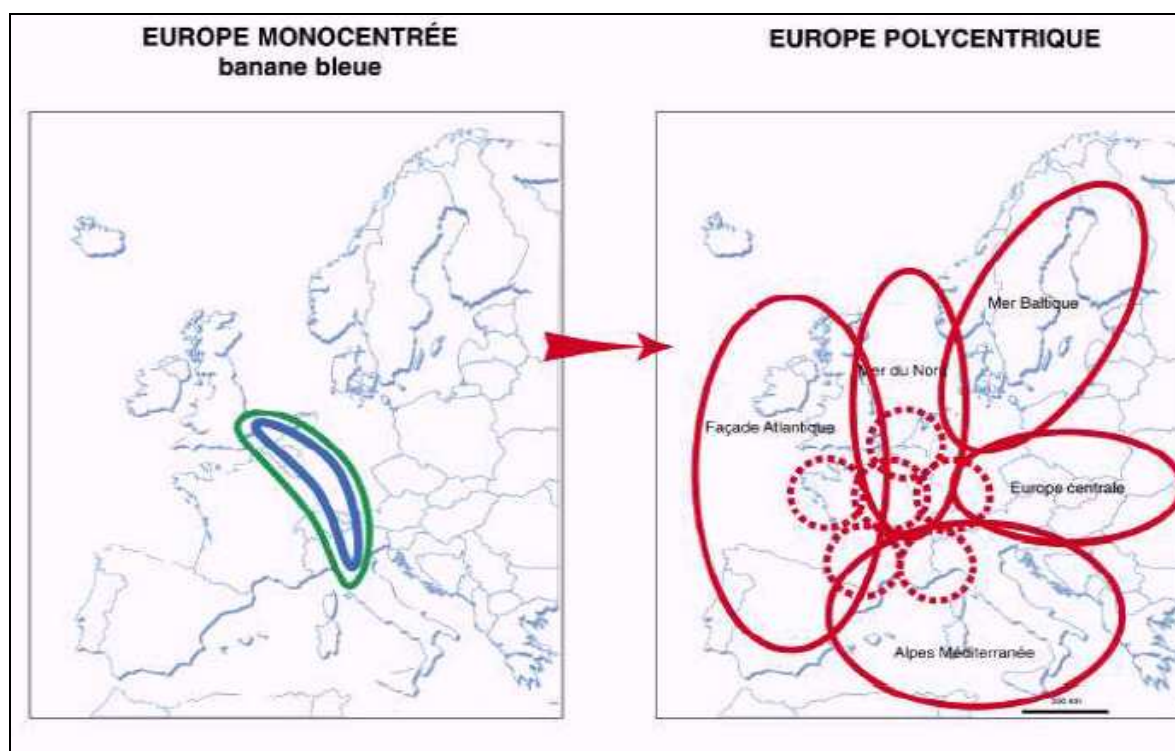 EUROPE MONOCENTRÉE
banane bleue
EUROPE POLYCENTRIQUE
Mer Baltique
Mer du Nord
Façade Atlantique
Europe centrale
Alpes Méditerranée